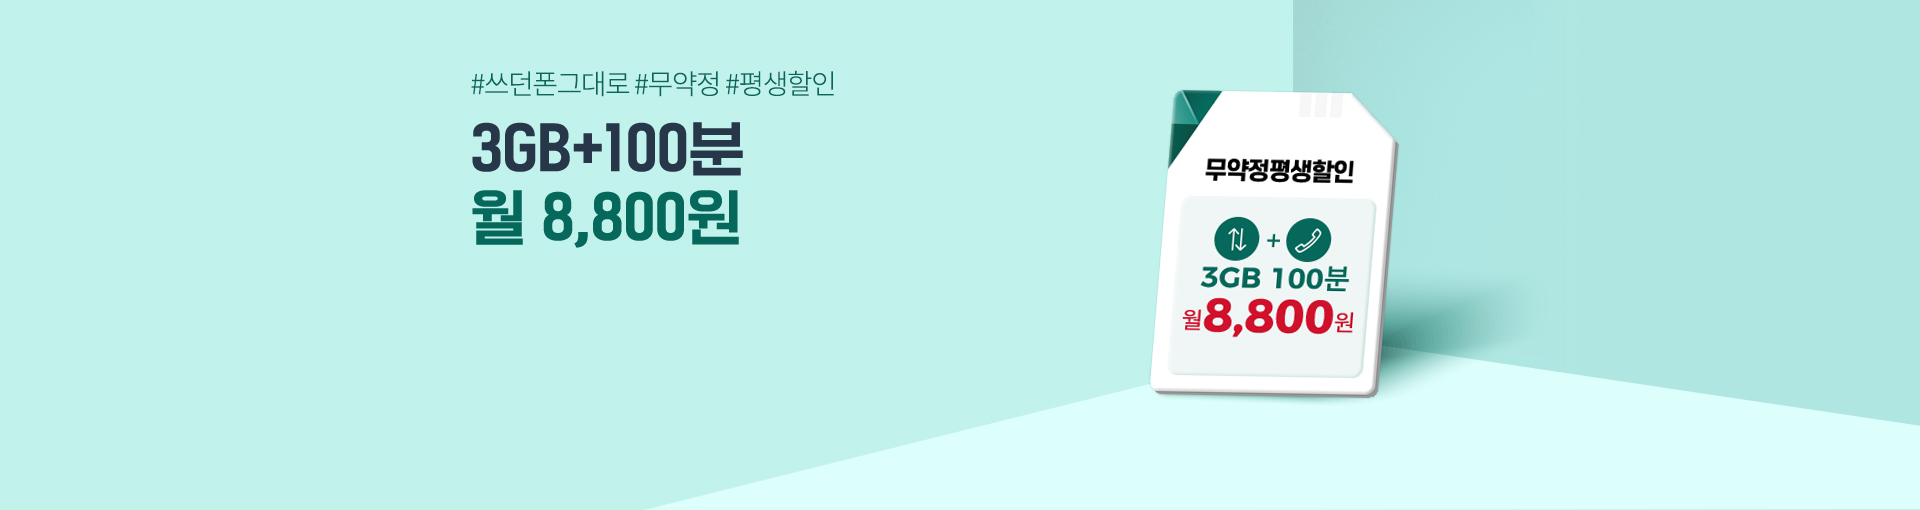 #쓰던폰그대로 #무약정 #평생할인
3GB+100분
월 8,800원
무약정평생할인
+
3GB 100분
월8,800원